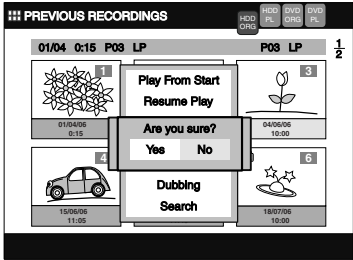 PREVIOUS RECORDINGS
HDD ORG
HDD PL
DVD ORG
DVD PL
01/04 0:15 P03 LP
P03 LP
1/2
1
3
Play From Start
Resume Play
01/04/06
0:15
04/06/06
10:00
Are you sure?
Yes No
4
6
Dubbing
Search
15/06/06
11:05
18/07/06
10:00